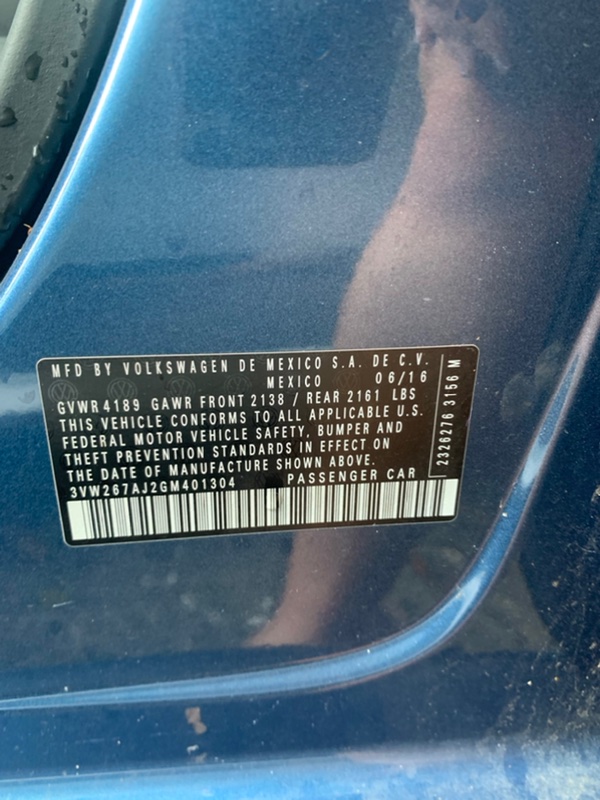 MFD BY VOLKSWAGEN DE MEXICO S.A. DE C.V.
MEXICO 06/16
GVWR 4189 GAWR FRONT 2138 / REAR 2161 LBS
THIS VEHICLE CONFORMS TO ALL APPLICABLE U.S.
FEDERAL MOTOR VEHICLE SAFETY, BUMPER AND
THEFT PREVENTION STANDARDS IN EFFECT ON
THE DATE OF MANUFACTURE SHOWN ABOVE.
3VW267AJ2GM401304 PASSENGER CAR
2326276 3156 M